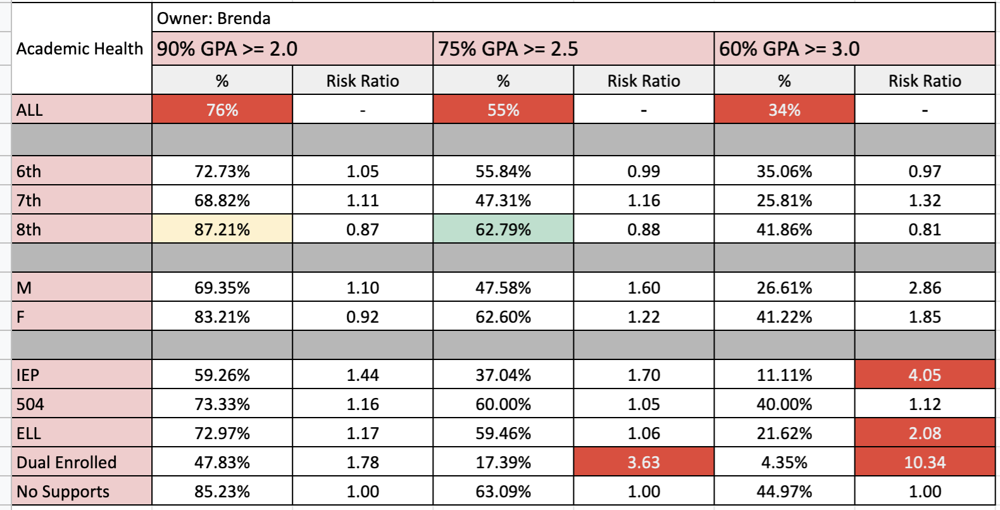 Owner: Brenda
Academic Health 90% GPA >= 2.0 75% GPA >= 2.5 60% GPA >= 3.0
% Risk Ratio % Risk Ratio % Risk Ratio
ALL 76% - 55% - 34% -
6th 72.73% 1.05 55.84% 0.99 35.06% 0.97
7th 68.82% 1.11 47.31% 1.16 25.81% 1.32
8th 87.21% 0.87 62.79% 0.88 41.86% 0.81
M 69.35% 1.10 47.58% 1.60 26.61% 2.86
F 83.21% 0.92 62.60% 1.22 41.22% 1.85
IEP 59.26% 1.44 37.04% 1.70 11.11% 4.05
504 73.33% 1.16 60.00% 1.05 40.00% 1.12
ELL 72.97% 1.17 59.46% 1.06 21.62% 2.08
Dual Enrolled 47.83% 1.78 17.39% 3.63 4.35% 10.34
No Supports 85.23% 1.00 63.09% 1.00 44.97% 1.00